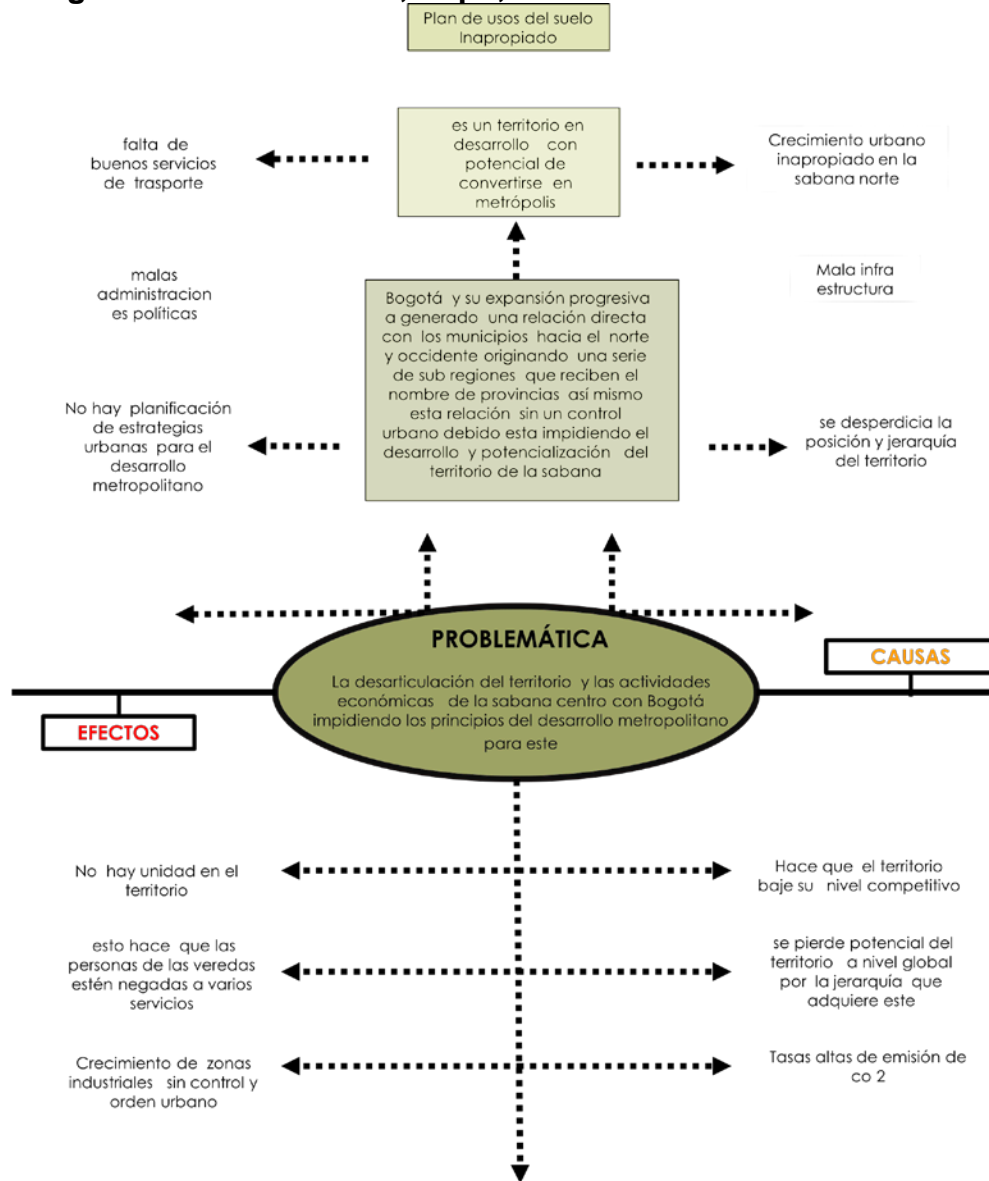 Plan de usos del suelo
Inapropiado
es un territorio en
desarrollo con
potencial de
convertirse en
metrópolis
falta de
buenos servicios
de trasporte
Crecimiento urbano
inapropiado en la
sabana norte
malas
administracion
es políticas
Mala infra
estructura
Bogotá y su expansión progresiva
a generado una relación directa
con los municipios hacia el norte
y occidente originando una serie
de sub regiones que reciben el
nombre de provincias así mismo
esta relación sin un control
urbano debido esta impidiendo el
desarrollo y potencialización del
territorio de la sabana
No hay planificación
de estrategias
urbanas para el
desarrollo
metropolitano
se desperdicia la
posición y jerarquía
del territorio
PROBLEMÁTICA
La desarticulación del territorio y las actividades
económicas de la sabana centro con Bogotá
impidiendo los principios del desarrollo metropolitano
para este
CAUSAS
EFECTOS
No hay unidad en el
territorio
Hace que el territorio
baje su nivel competitivo
esto hace que las
personas de las veredas
estén negadas a varios
servicios
se pierde potencial del
territorio a nivel global
por la jerarquía que
adquiere este
Crecimiento de zonas
industriales sin control y
orden urbano
Tasas altas de emisión de
co 2